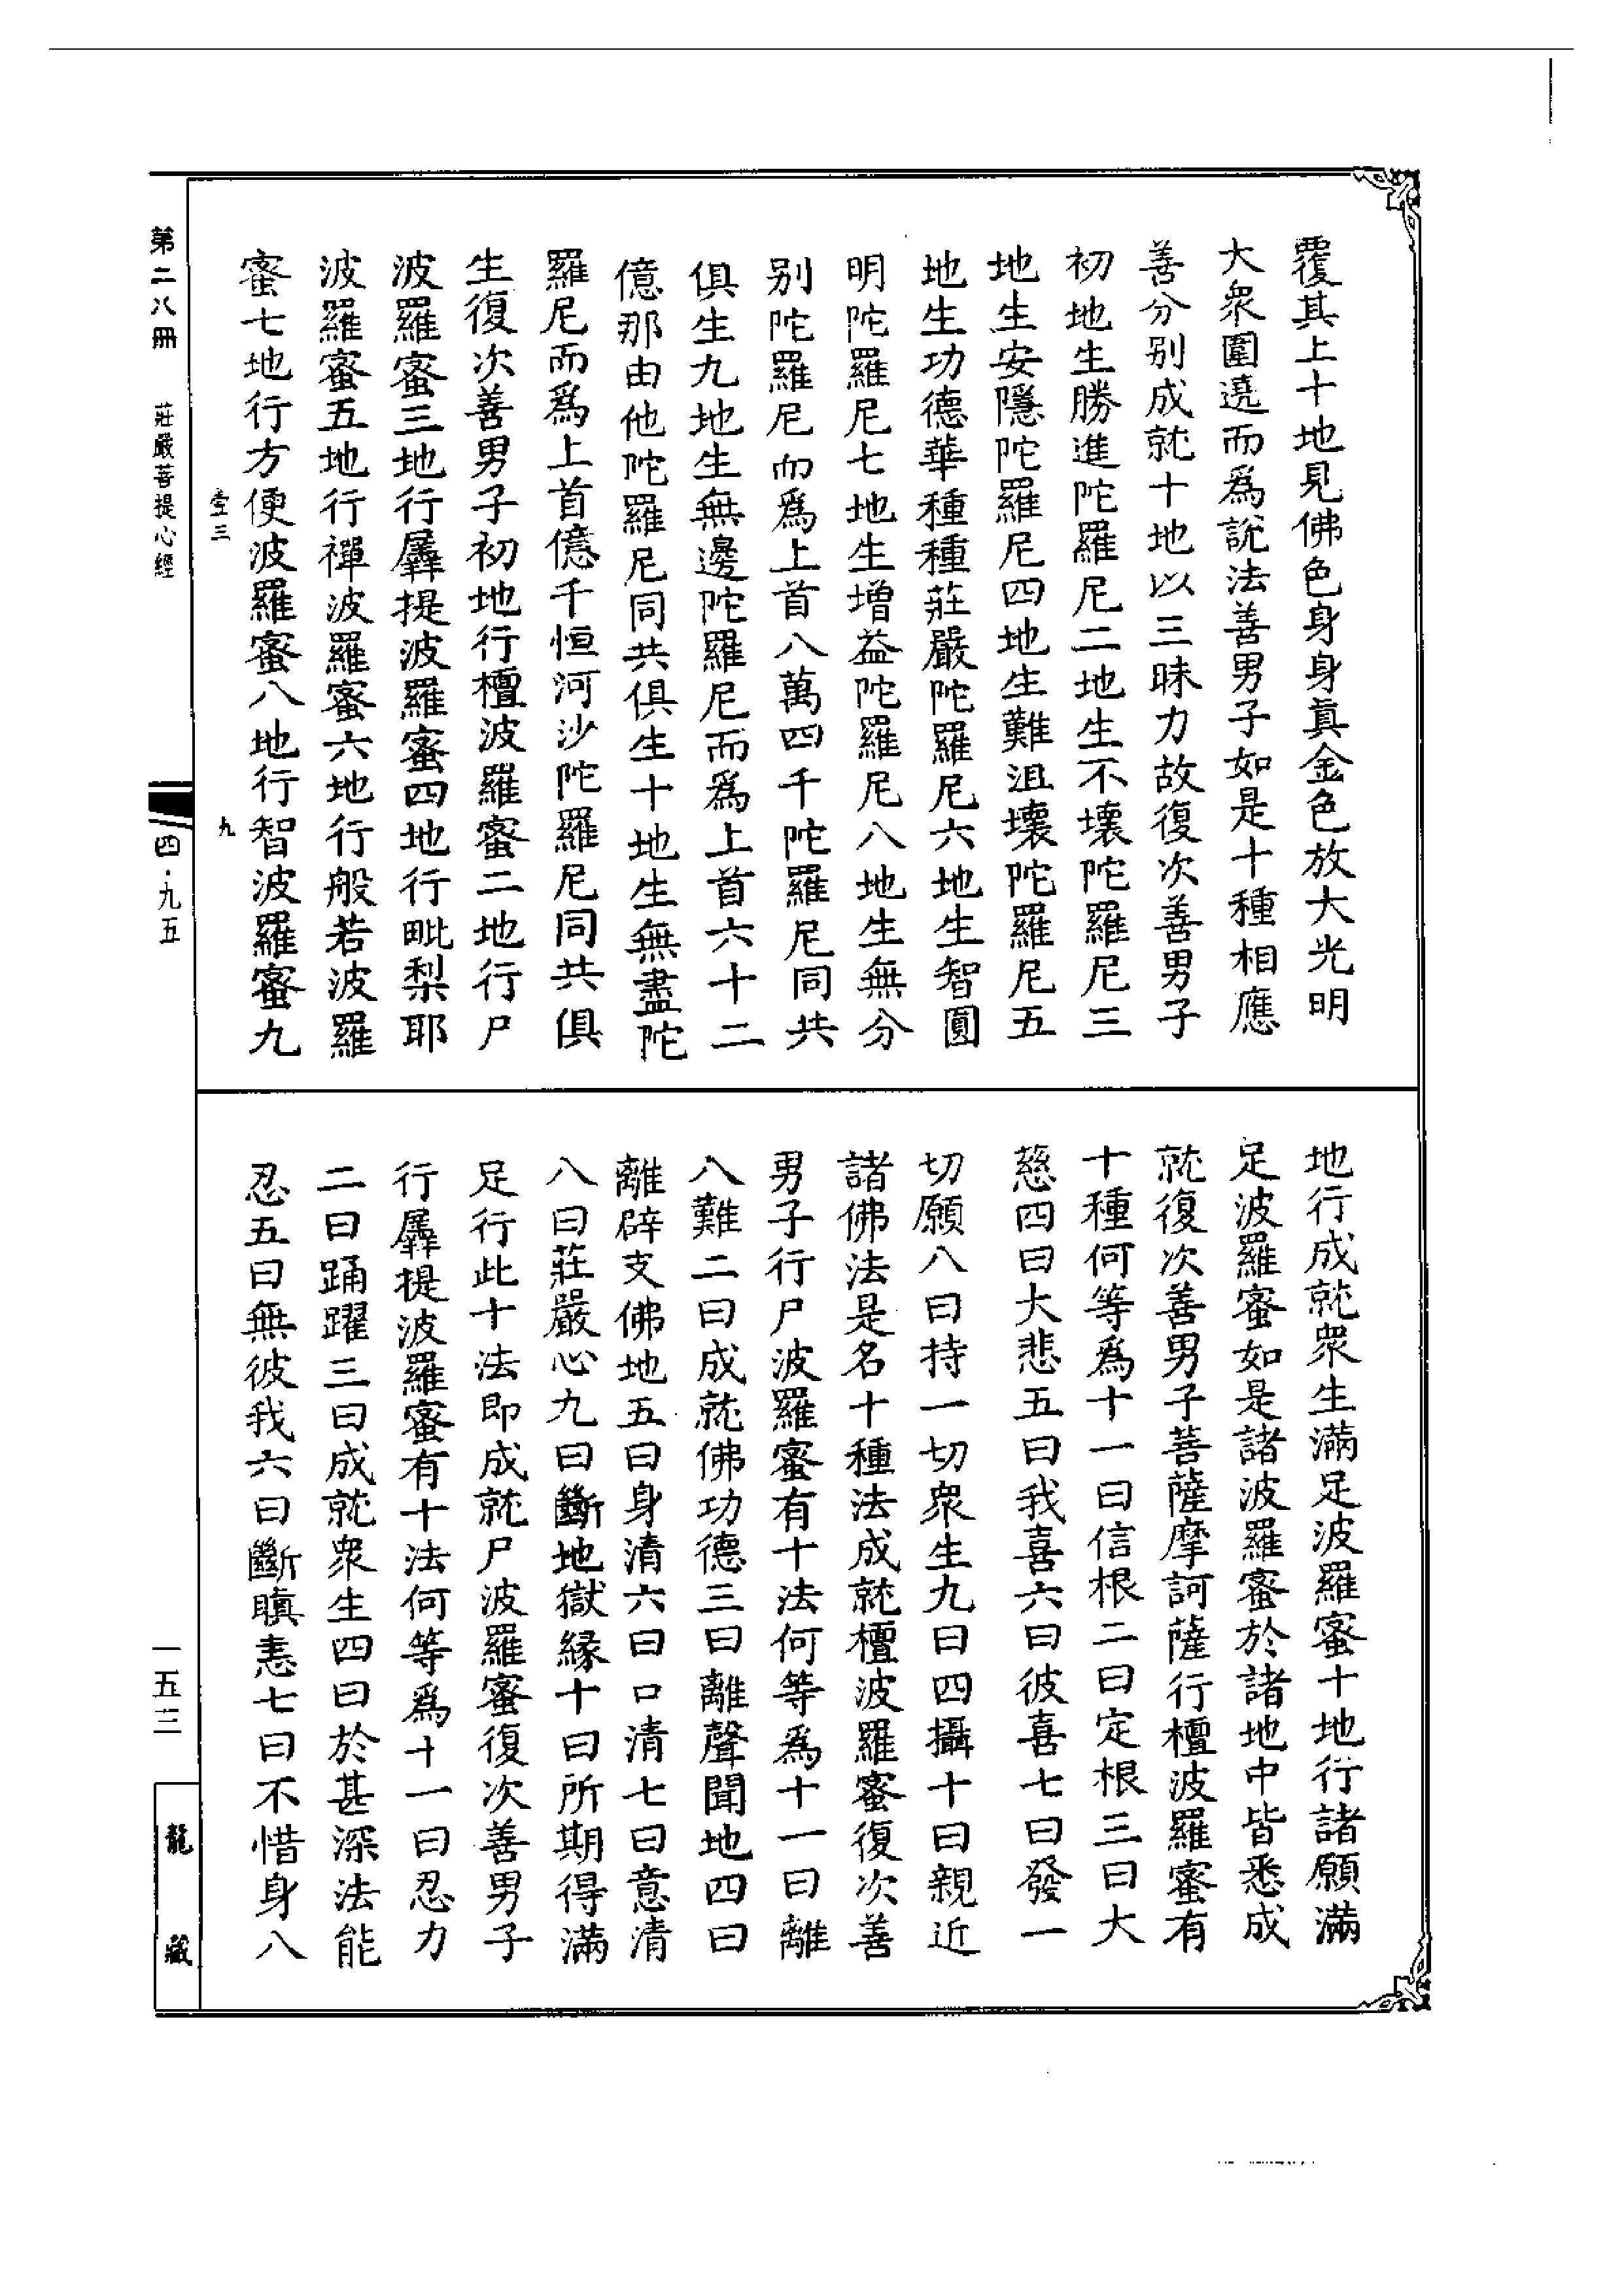 覆其上十地見佛色身身真金色放大光明
大衆圍遶而爲説法善男子如是十種相應
善分别成就十地以三昧力故復次善男子
初地生勝進陀羅尼二地生不壞陀羅尼三
地生安隱陀羅尼四地生難沮壞陀羅尼五
地生功德華種種莊嚴陀羅尼六地生智圓
明陀羅尼七地生增益陀羅尼八地生無分
别陀羅尼而爲上首八萬四千陀羅尼同共
俱生九地生無邊陀羅尼而爲上首六十二
億那由他陀羅尼同共俱生十地生無盡陀
羅尼而爲上首億千恒河沙陀羅尼同共俱
生復次善男子初地行檀波羅蜜二地行尸
波羅蜜三地行羼提波羅蜜四地行毗梨耶
波羅蜜五地行禪波羅蜜六地行般若波羅
蜜七地行方便波羅蜜八地行智波羅蜜九
壹三
九
地行成就衆生滿足波羅蜜十地行諸願滿
足波羅蜜如是諸波羅蜜於諸地中皆悉成
就復次善男子菩薩摩訶薩行檀波羅蜜有
十種何等爲十一曰信根二曰定根三曰大
慈四曰大悲五曰我喜六曰彼喜七曰發一
切願八曰持一切衆生九曰四攝十曰親近
諸佛法是名十種法成就檀波羅蜜復次善
男子行尸波羅蜜有十法何等爲十一曰離
八難二曰成就佛功德三曰離聲聞地四曰
離辟支佛地五曰身清六曰口清七曰意清
八曰莊嚴心九曰斷地獄緣十曰所期得滿
足行此十法即成就尸波羅蜜復次善男子
行羼提波羅蜜有十法何等爲十一曰忍力
二曰踊躍三曰成就衆生四曰於甚深法能
忍五曰無彼我六曰斷瞋恚七曰不惜身八
第二八冊
莊嚴菩提心經
四·九五
一五三
龍藏